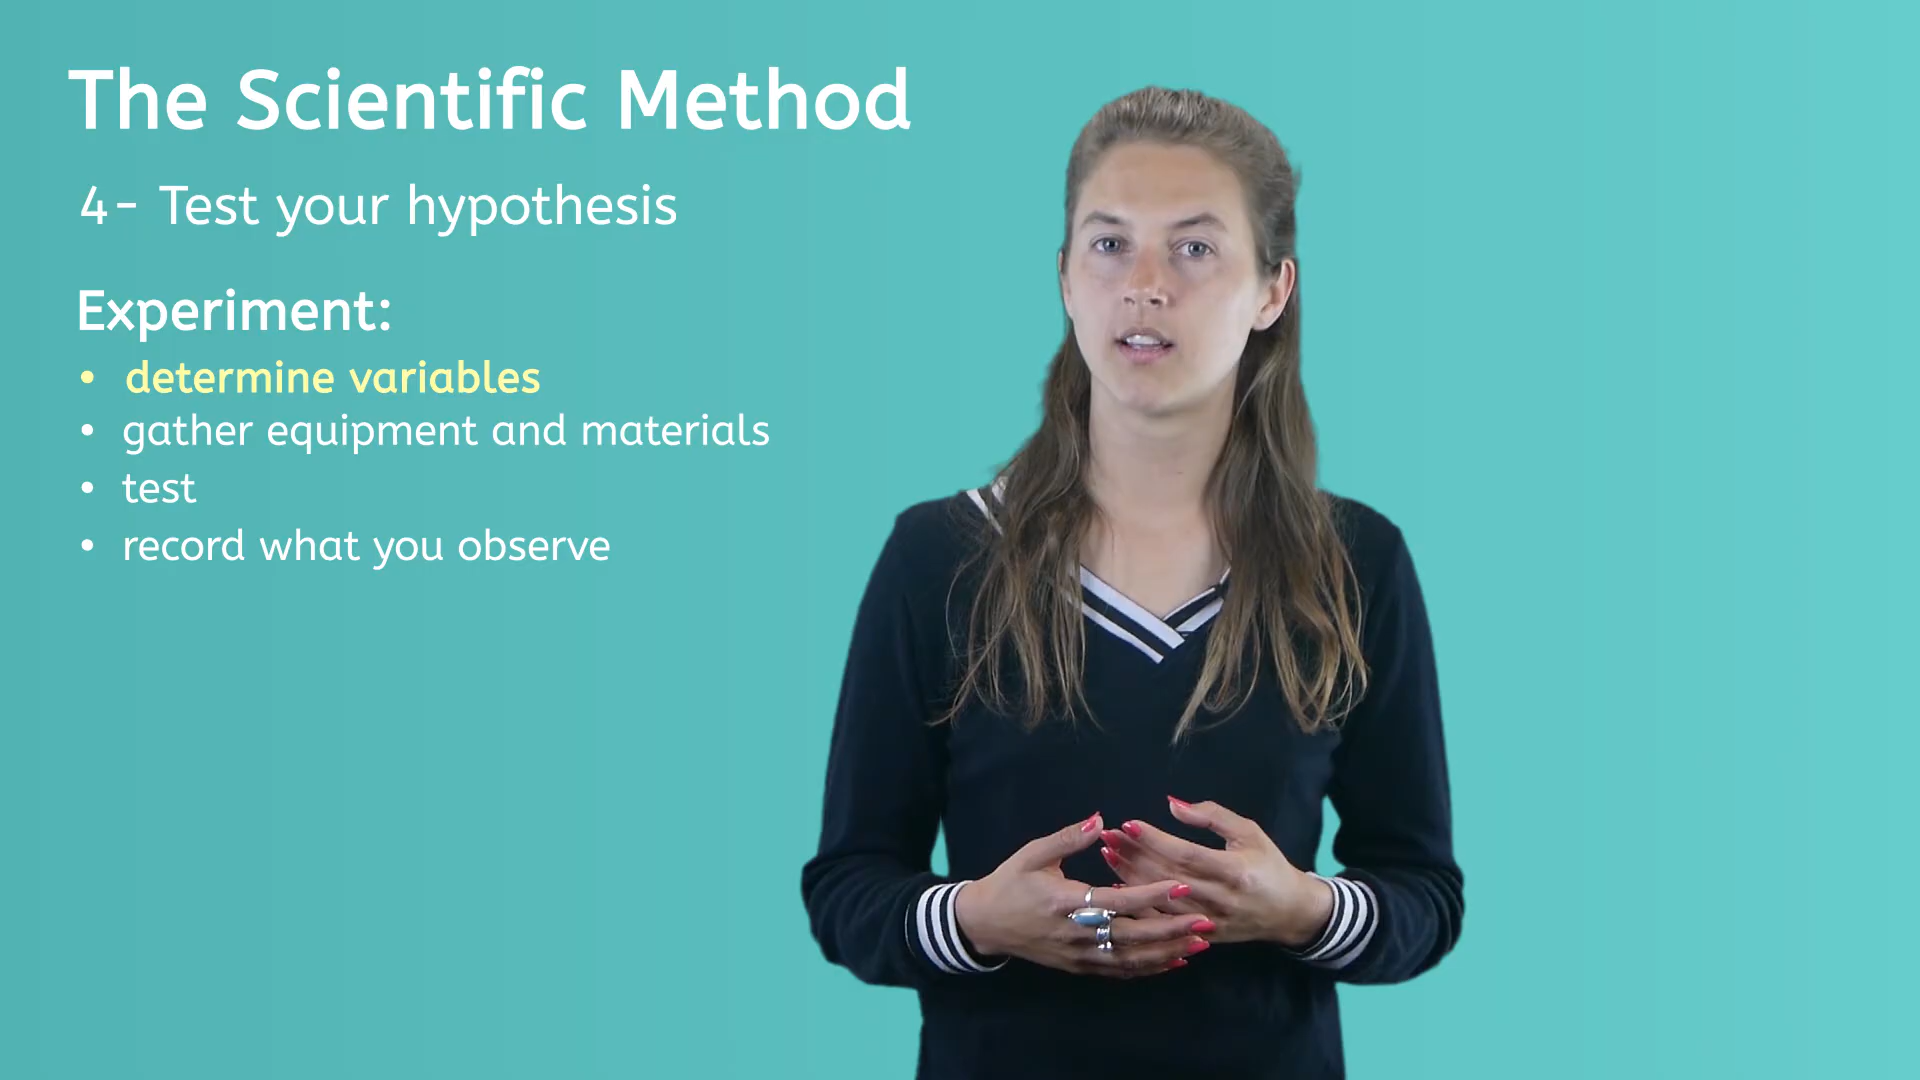 The Scientific Method
4- Test your hypothesis
Experiment:
• determine variables
• gather equipment and materials
• test
• record what you observe